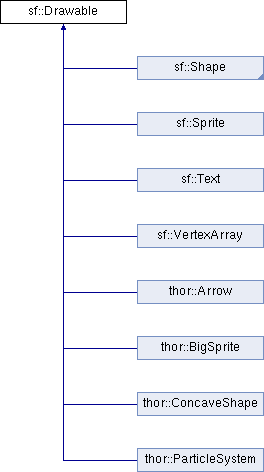 sf::Drawable
sf::Shape
sf::Sprite
sf::Text
sf::VertexArray
thor::Arrow
thor::BigSprite
thor::ConcaveShape
thor::ParticleSystem